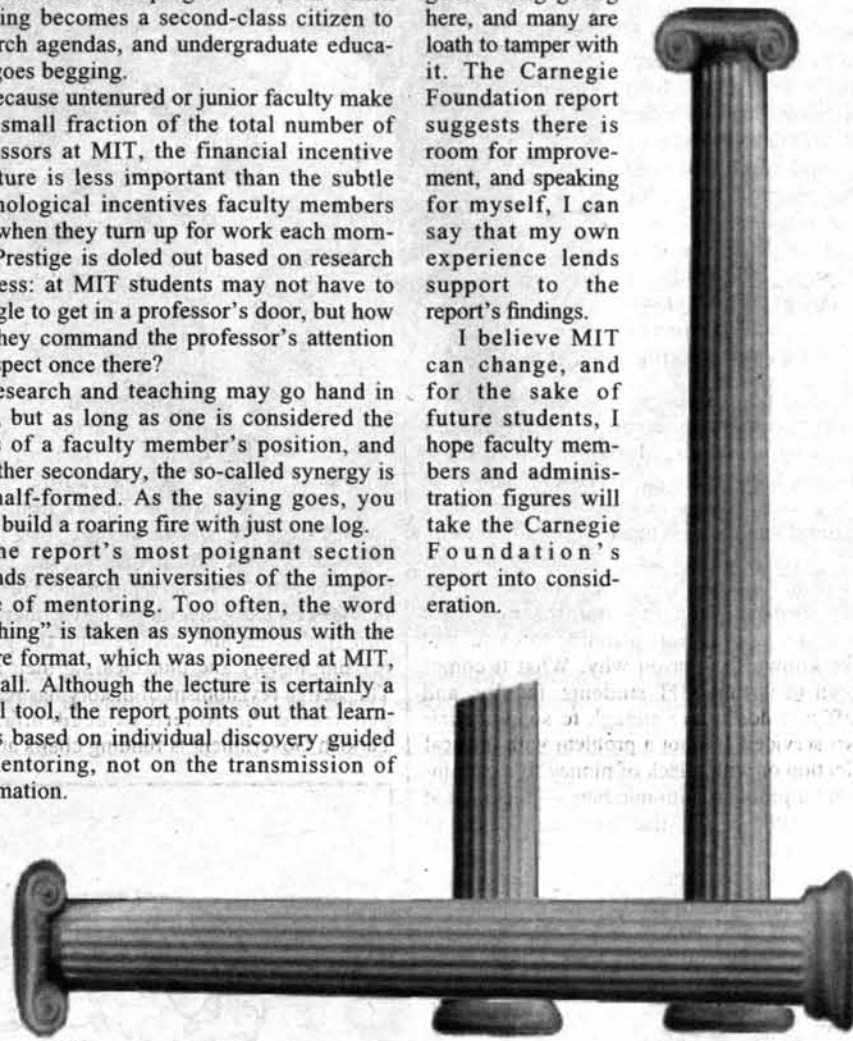 ing becomes a second-class citizen to
rch agendas, and undergraduate educa-
goes begging.
ecause untenured or junior faculty make
small fraction of the total number of
ssors at MIT, the financial incentive
ture is less important than the subtle
nological incentives faculty members
when they turn up for work each morn-
Prestige is doled out based on research
ess: at MIT students may not have to
gle to get in a professor's door, but how
hey command the professor's attention
spect once there?
esearch and teaching may go hand in
, but as long as one is considered the
s of a faculty member's position, and
ther secondary, the so-called synergy is
half-formed. As the saying goes, you
build a roaring fire with just one log.
he report's most poignant section
nds research universities of the impor-
e of mentoring. Too often, the word
hing" is taken as synonymous with the
re format, which was pioneered at MIT,
all. Although the lecture is certainly a
l tool, the report points out that learn-
s based on individual discovery guided
entoring, not on the transmission of
mation.
here, and many are
loath to tamper with
it. The Carnegie
Foundation report
suggests there is
room for improve-
ment, and speaking
for myself, I can
say that my own
experience lends
support to the
report's findings.
I believe MIT
can change, and
for the sake of
future students, I
hope faculty mem-
bers and adminis-
tration figures will
take the Carnegie
Foundation's
report into consid-
eration.